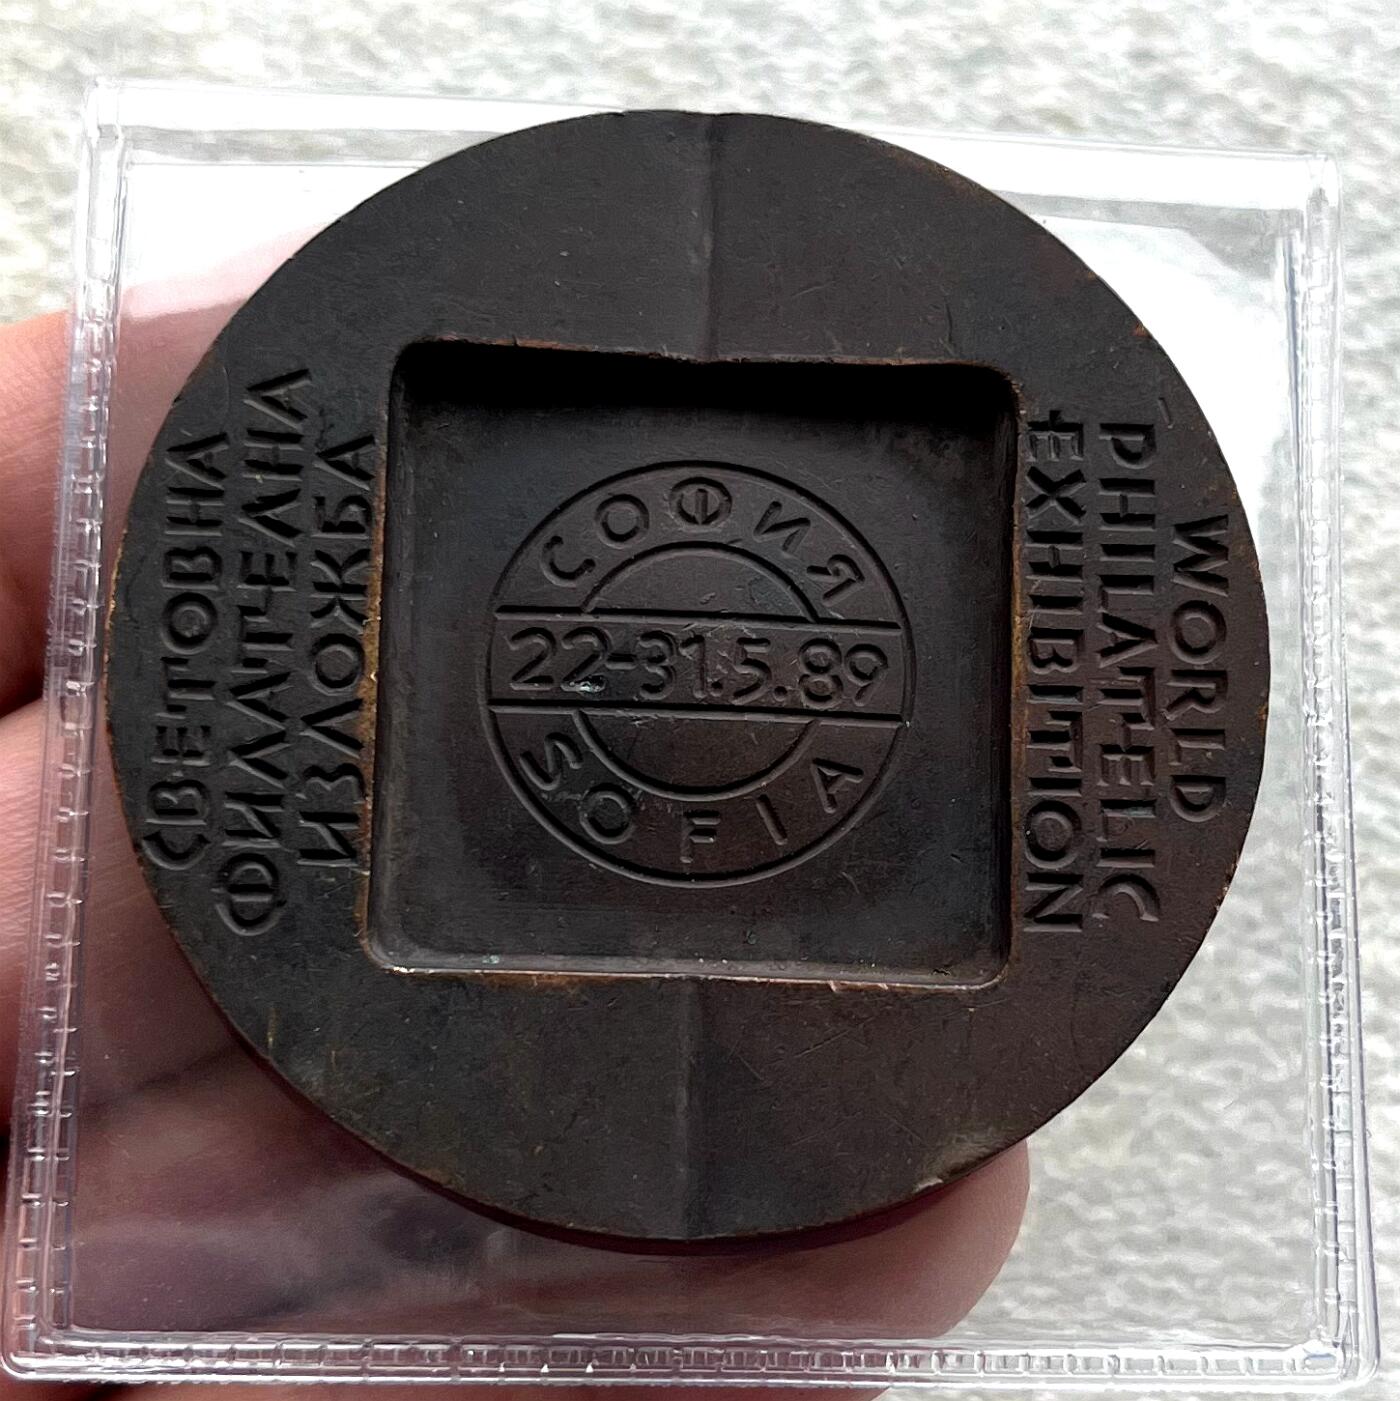 СВЕТОВНА
ФИЛАТЕЛНА
ИЗЛОЖБА
СОФИЯ
22-31.5.89
SOFIA
WORLD
PHILATELIC
EXHIBITION